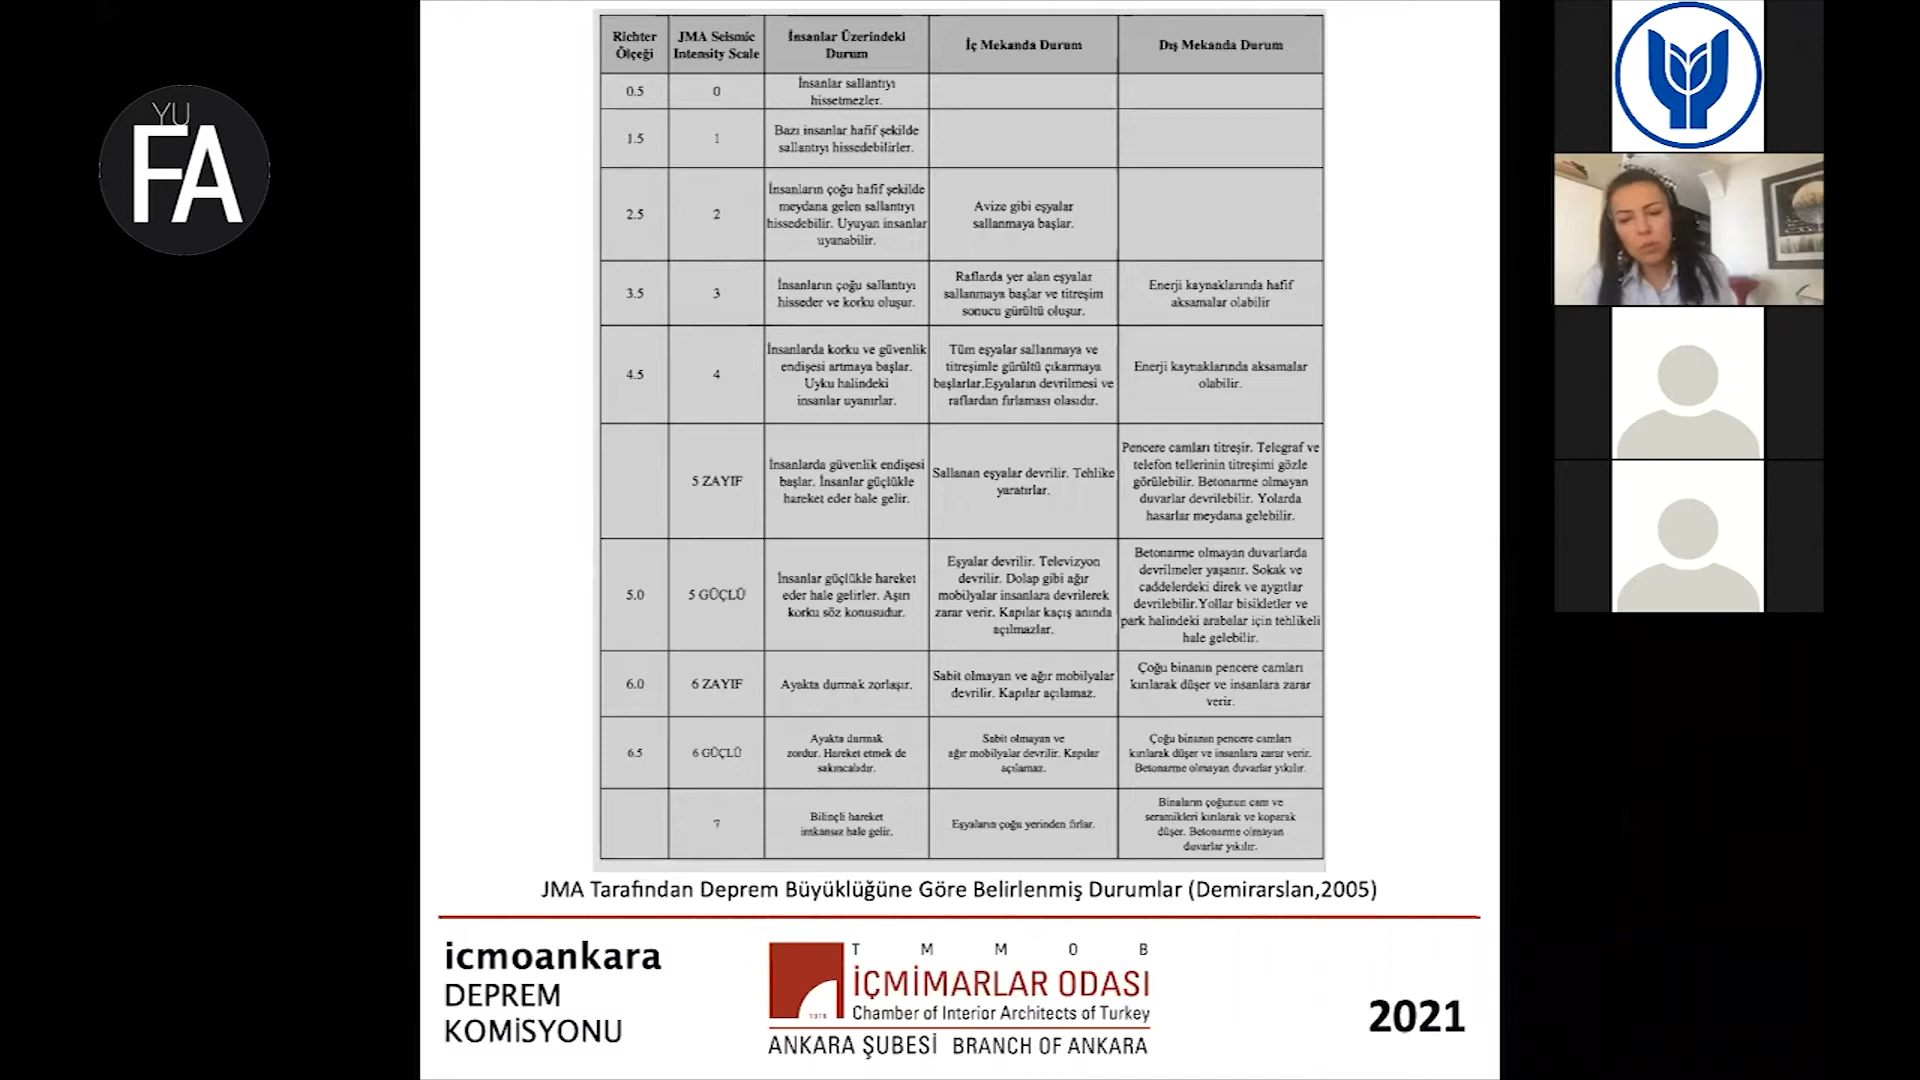 YU
FA
Richter Ölçeği
JMA Seismic Intensity Scale
İnsanlar Üzerindeki Durum
İç Mekanda Durum
Dış Mekanda Durum
0.5
0
İnsanlar sallantıyı
hissetmezler.
1.5
1
Bazı insanlar hafif şekilde
sallantıyı hissedebilirler.
2.5
2
İnsanların çoğu hafif şekilde
meydana gelen sallantıyı
hissedebilir. Uyuyan insanlar
uyanabilir.
Avize gibi eşyalar
sallanmaya başlar.
3.5
3
İnsanların çoğu sallantıyı
hisseder ve korku oluşur.
Raflarda yer alan eşyalar
sallanmaya başlar ve titreşim
sonucu gürültü oluşur.
Enerji kaynaklarında hafif
aksamalar olabilir
4.5
4
İnsanlarda korku ve güvenlik
endişesi artmaya başlar.
Uyku halindeki
insanlar uyanırlar.
Tüm eşyalar sallanmaya ve
titreşimle gürültü çıkarmaya
başlarlar.Eşyaların devrilmesi ve
raflardan fırlaması olasıdır.
Enerji kaynaklarında aksamalar
olabilir.
5 ZAYIF
İnsanlarda güvenlik endişesi
başlar. İnsanlar güçlükle
hareket eder hale gelir.
Sallanan eşyalar devrilir. Tehlike
yaratırlar.
Pencere camları titreşir. Telegraf ve
telefon tellerinin titreşimi gözle
görülebilir. Betonarme olmayan
duvarlar devrilebilir. Yolarda
hasarlar meydana gelebilir.
5.0
5 GÜÇLÜ
İnsanlar güçlükle hareket
eder hale gelirler. Aşırı
korku söz konusudur.
Eşyalar devrilir. Televizyon
devrilir. Dolap gibi ağır
mobilyalar insanlara devrilerek
zarar verir. Kapılar kaçış anında
açılmazlar.
Betonarme olmayan duvarlarda
devrilmeler yaşanır. Sokak ve
caddelerdeki direk ve aygıtlar
devrilebilir.Yollar bisikletler ve
park halindeki arabalar için tehlikeli
hale gelebilir.
6.0
6 ZAYIF
Ayakta durmak zorlaşır.
Sabit olmayan ve ağır mobilyalar
devrilir. Kapılar açılamaz.
Çoğu binanın pencere camları
kırılarak düşer ve insanlara zarar
verir.
6.5
6 GÜÇLÜ
Ayakta durmak
zordur. Hareket etmek de
sakıncalıdır.
Sabit olmayan ve
ağır mobilyalar devrilir. Kapılar
açılamaz.
Çoğu binanın pencere camları
kırılarak düşer ve insanlara zarar verir.
Betonarme olmayan duvarlar yıkılır.
7
Bilinçli hareket
imkansız hale gelir.
Eşyaların çoğu yerinden fırlar.
Binaların çoğunun cam ve
seramikleri kırılarak ve koparak
düşer. Betonarme olmayan
duvarlar yıkılır.
JMA Tarafından Deprem Büyüklüğüne Göre Belirlenmiş Durumlar (Demirarslan,2005)
icmoankara
DEPREM
KOMİSYONU
T M M O B
İÇMİMARLAR ODASI
1976
Chamber of Interior Architects of Turkey
ANKARA ŞUBESİ BRANCH OF ANKARA
2021